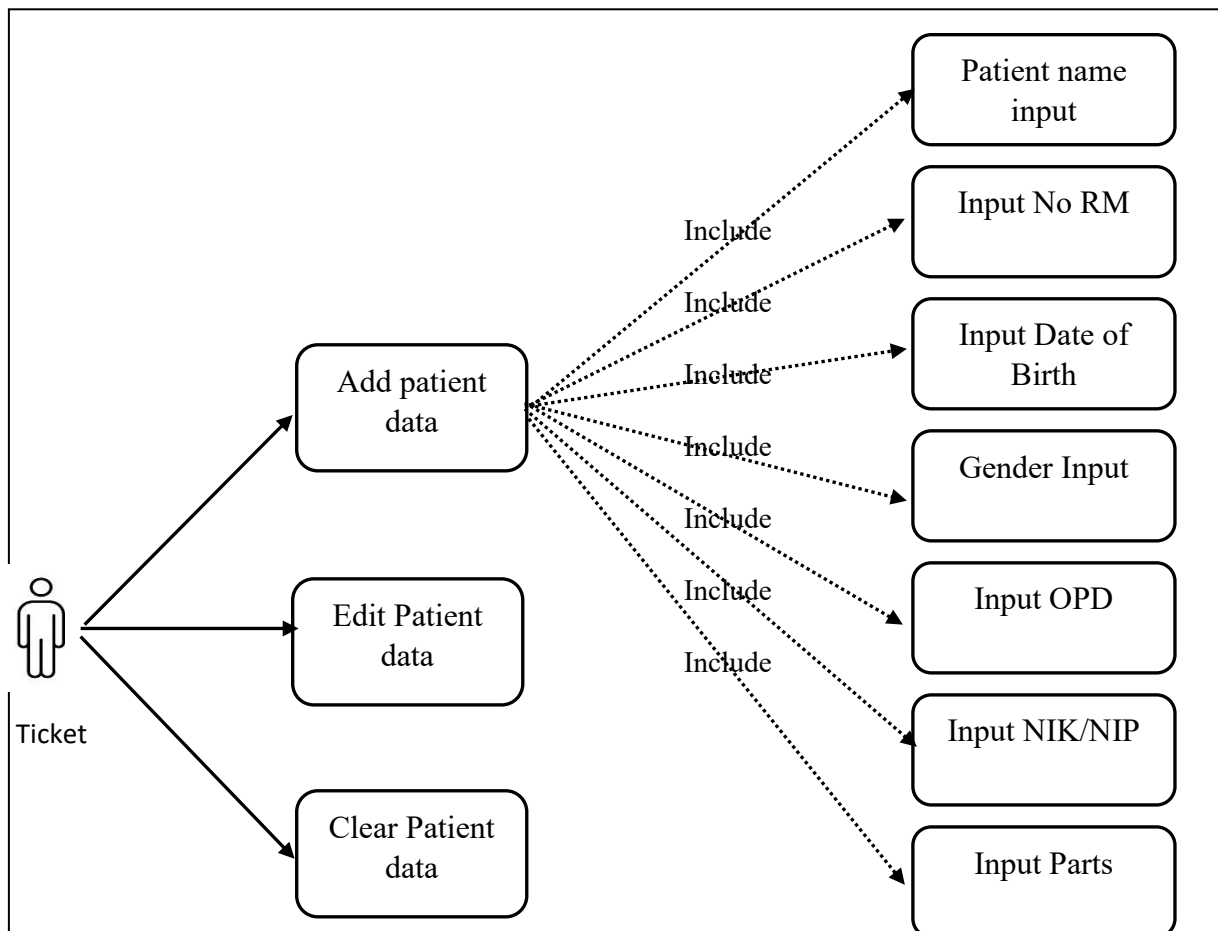 Patient name
input
Input No RM
Include
Include
Input Date of
Birth
Include
Add patient
data
Include
Gender Input
Include
Input OPD
Include
Edit Patient
data
Include
Ticket
Input NIK/NIP
Clear Patient
data
Input Parts